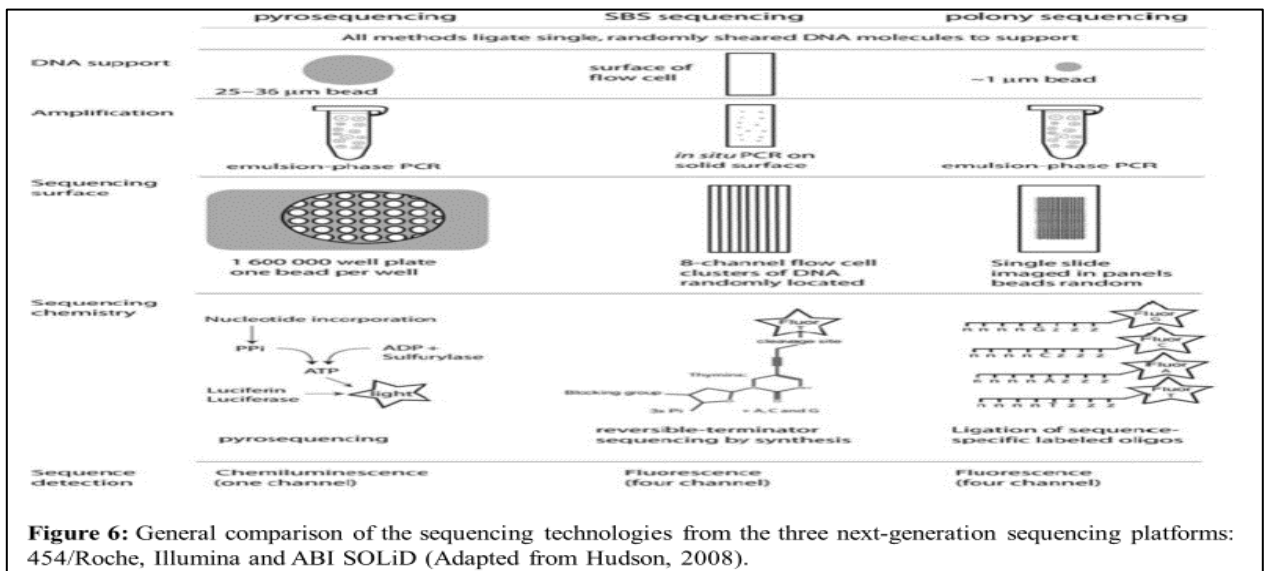 pyrosequencing SBS sequencing polony sequencing
All methods ligate single, randomly sheared DNA molecules to support
DNA support
surface of
flow cell
25–36 µm bead
~1 µm bead
Amplification
emulsion-phase PCR
in situ PCR on
solid surface
emulsion-phase PCR
Sequencing
surface
1 600 000 well plate
one bead per well
8-channel flow cell
clusters of DNA
randomly located
Single slide
imaged in panels
beads random
Sequencing
chemistry
Nucleotide incorporation
PPi
ADP +
Sulfurylase
ATP
Luciferin
Luciferase
light
pyrosequencing
Fluor
T
cleavage site
Thymine:
Blocking group
3x Pi
+ A,C and G
reversible-terminator
sequencing by synthesis
Fluor
G
n n n n G z z z
Fluor
C
n n n n C z z z
Fluor
A
n n n n A z z z
Fluor
T
n n n n T z z z
Ligation of sequence-
specific labeled oligos
Sequence
detection
Chemiluminescence
(one channel)
Fluorescence
(four channel)
Fluorescence
(four channel)
Figure 6: General comparison of the sequencing technologies from the three next-generation sequencing platforms:
454/Roche, Illumina and ABI SOLiD (Adapted from Hudson, 2008).